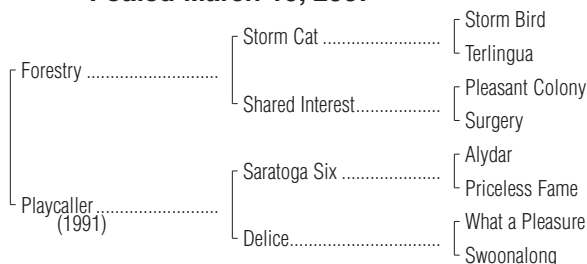 Storm Bird
Storm Cat ........................
Terlingua
Forestry ...................................
Pleasant Colony
Shared Interest.....................
Surgery
Alydar
Saratoga Six ........................
Priceless Fame
Playcaller................................
(1991)
What a Pleasure
Delice......................................
Swoonalong